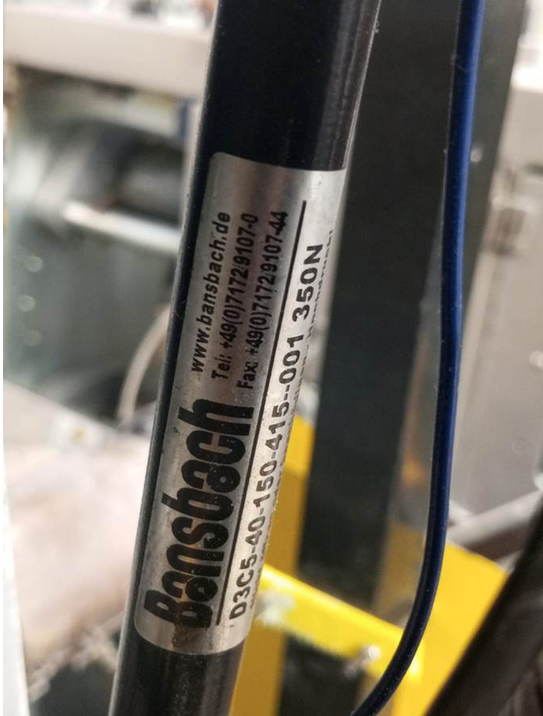 Bansbach
www.bansbach.de
Tel: +49(0)7172/9107-0
Fax: +49(0)7172/9107-44
D3C5-40-150-415--001 350N